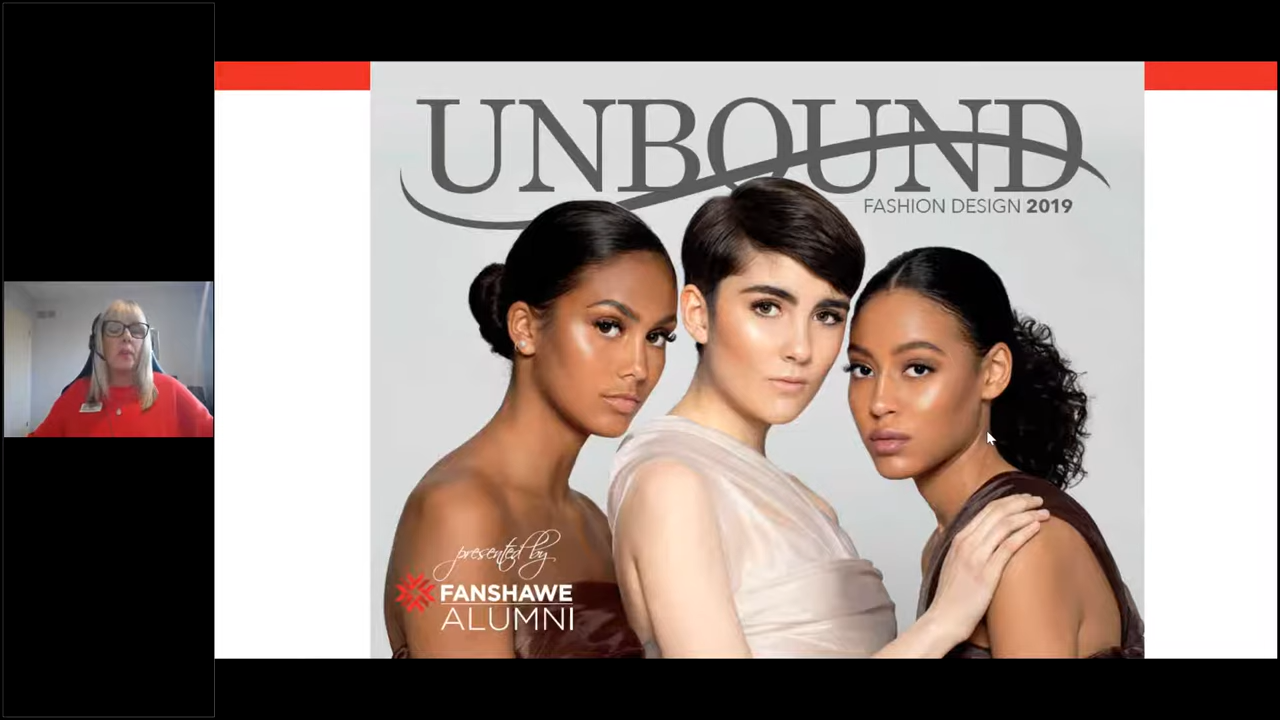 UNBOUND
FASHION DESIGN 2019
presented by
FANSHAWE
ALUMNI